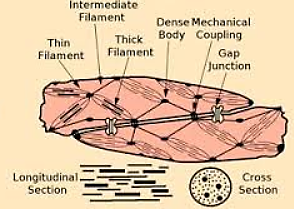 Intermediate
Filament
Dense
Body
Mechanical
Coupling
Thin
Filament
Thick
Filament
Gap
Junction
Longitudinal
Section
Cross
Section